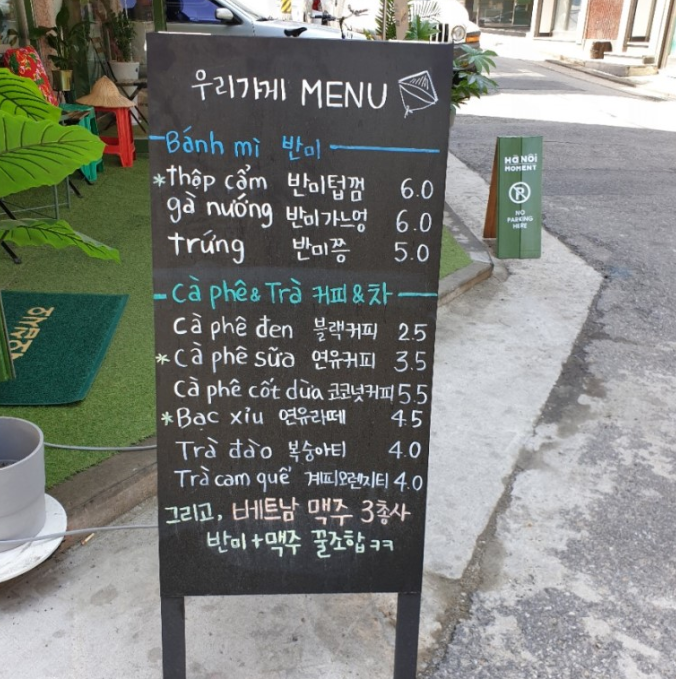 우리가게 MENU
Bánh mì 반미
*thập cẩm 반미텁껌 6.0
gà nướng 반미가느엉 6.0
trứng 반미쯩 5.0
Cà phê & Trà 커피 & 차
Cà phê đen 블랙커피 2.5
*Cà phê sữa 연유커피 3.5
Cà phê cốt dừa 코코넛커피 5.5
*Bạc xỉu 연유라떼 4.5
Trà đào 복숭아티 4.0
Trà cam quế 계피오렌지티 4.0
그리고, 베트남 맥주 3총사
반미+맥주 꿀조합 ㅋㅋ
HANOI
MOMENT
P
NO
PARKING
HERE